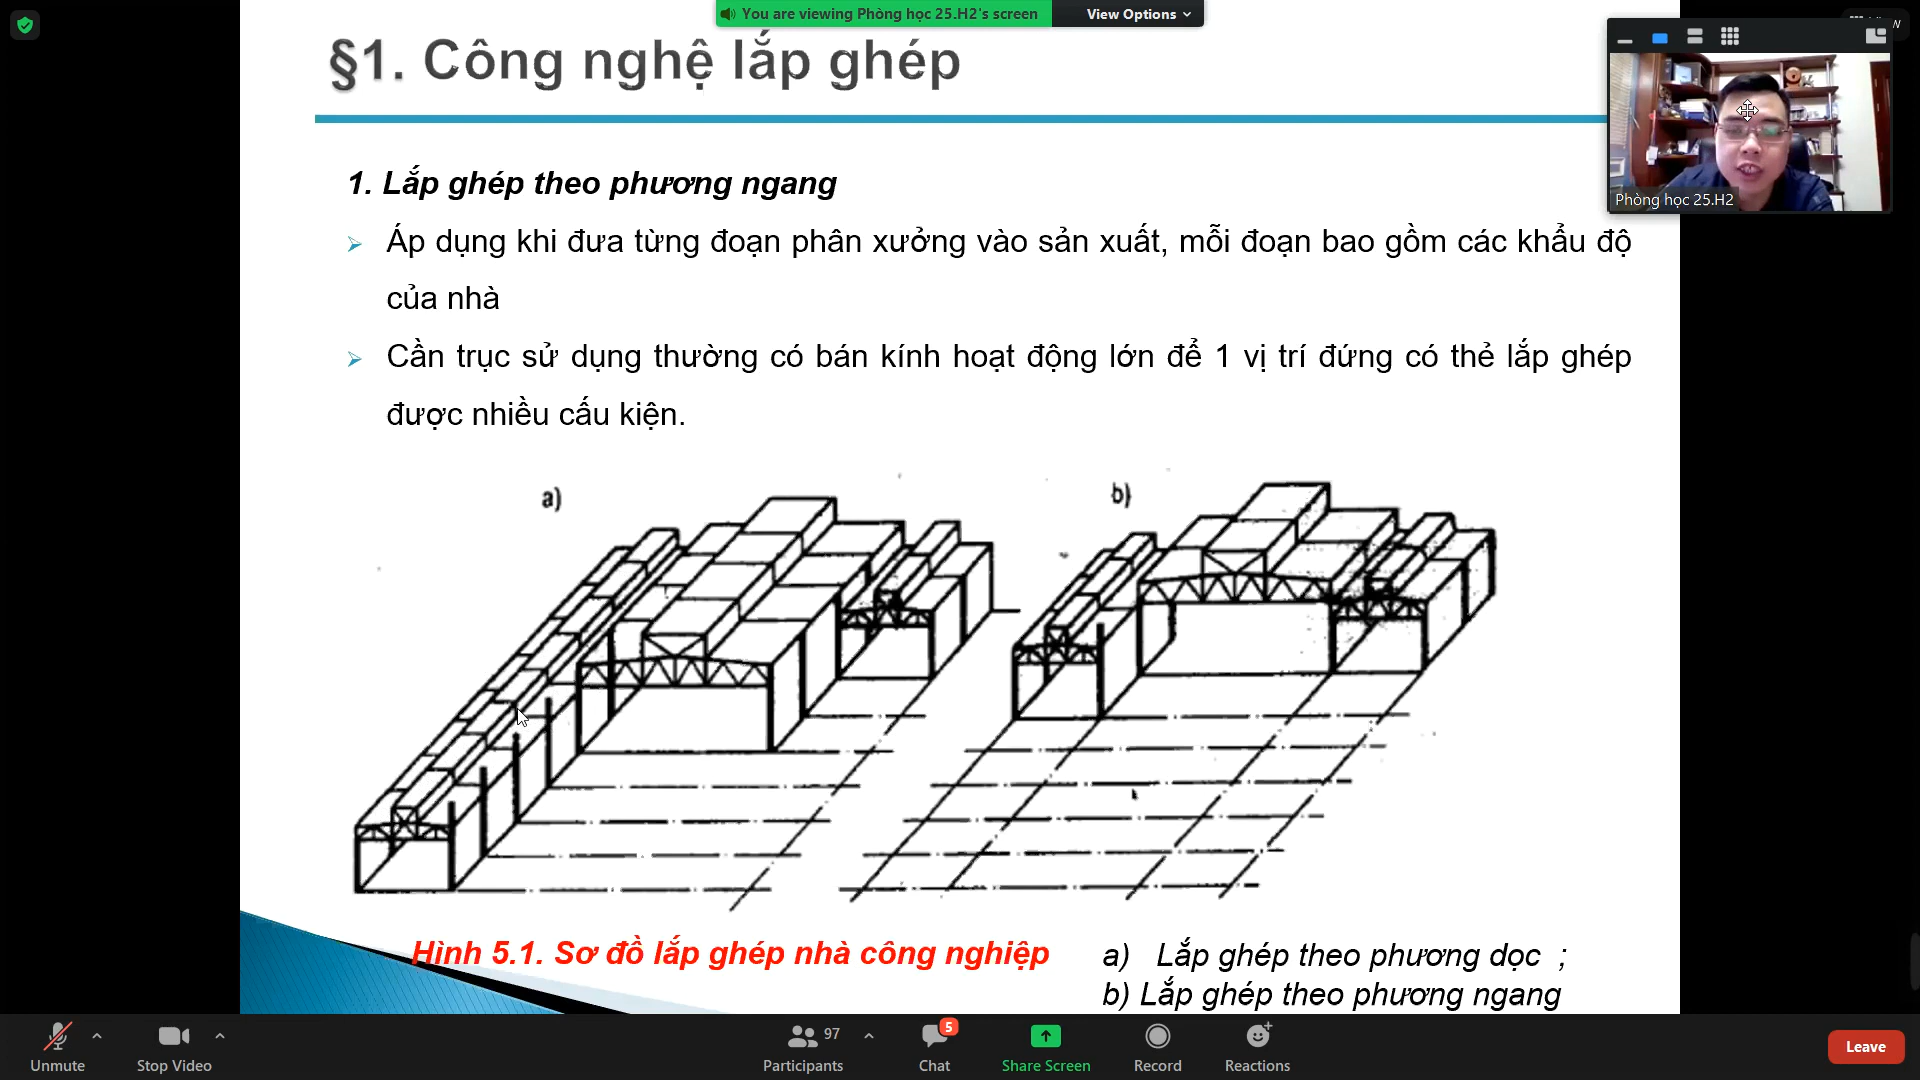 You are viewing Phòng học 25.H2's screen
View Options
§1. Công nghệ lắp ghép
Phòng học 25.H2
1. Lắp ghép theo phương ngang
Áp dụng khi đưa từng đoạn phân xưởng vào sản xuất, mỗi đoạn bao gồm các khẩu độ
của nhà
Cần trục sử dụng thường có bán kính hoạt động lớn để 1 vị trí đứng có thẻ lắp ghép
được nhiều cấu kiện.
a)
b)
Hình 5.1. Sơ đồ lắp ghép nhà công nghiệp
a) Lắp ghép theo phương dọc ;
b) Lắp ghép theo phương ngang
Unmute
Stop Video
97
Participants
5
Chat
Share Screen
Record
Reactions
Leave